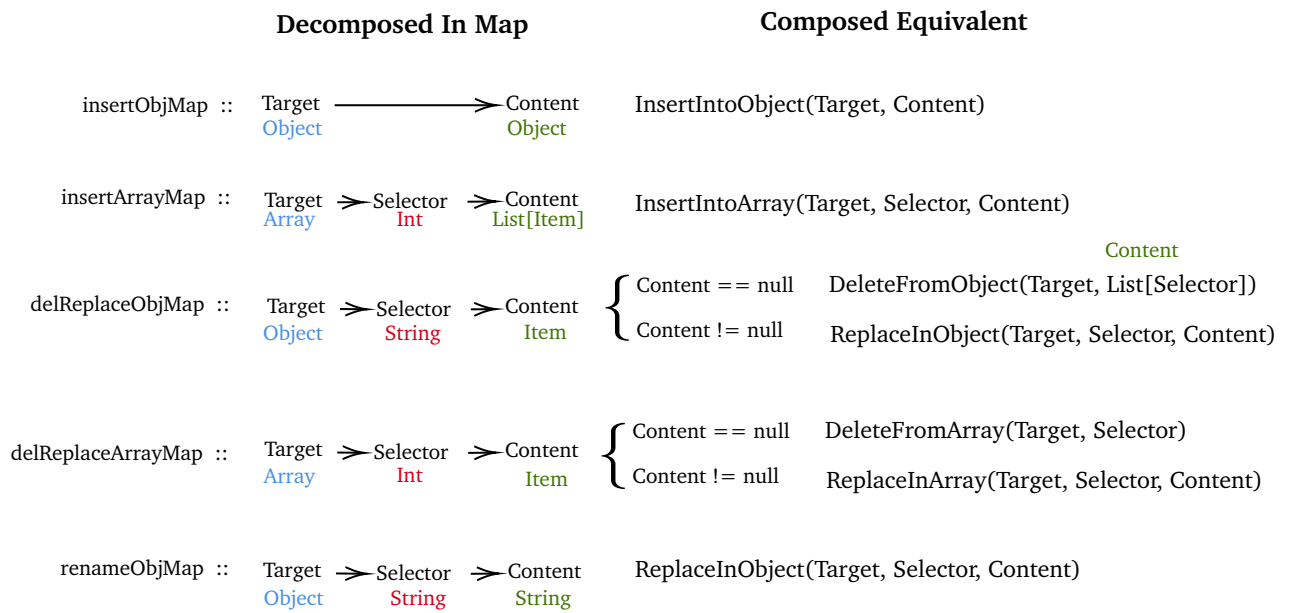 Decomposed In Map
Composed Equivalent
insertObjMap :: Target Content InsertIntoObject(Target, Content)
Object Object
insertArrayMap :: Target Selector Content InsertIntoArray(Target, Selector, Content)
Array Int List[Item]
Content
delReplaceObjMap :: Target Selector Content { Content == null DeleteFromObject(Target, List[Selector])
Object String Item Content != null ReplaceInObject(Target, Selector, Content)
delReplaceArrayMap :: Target Selector Content { Content == null DeleteFromArray(Target, Selector)
Array Int Item Content != null ReplaceInArray(Target, Selector, Content)
renameObjMap :: Target Selector Content ReplaceInObject(Target, Selector, Content)
Object String String